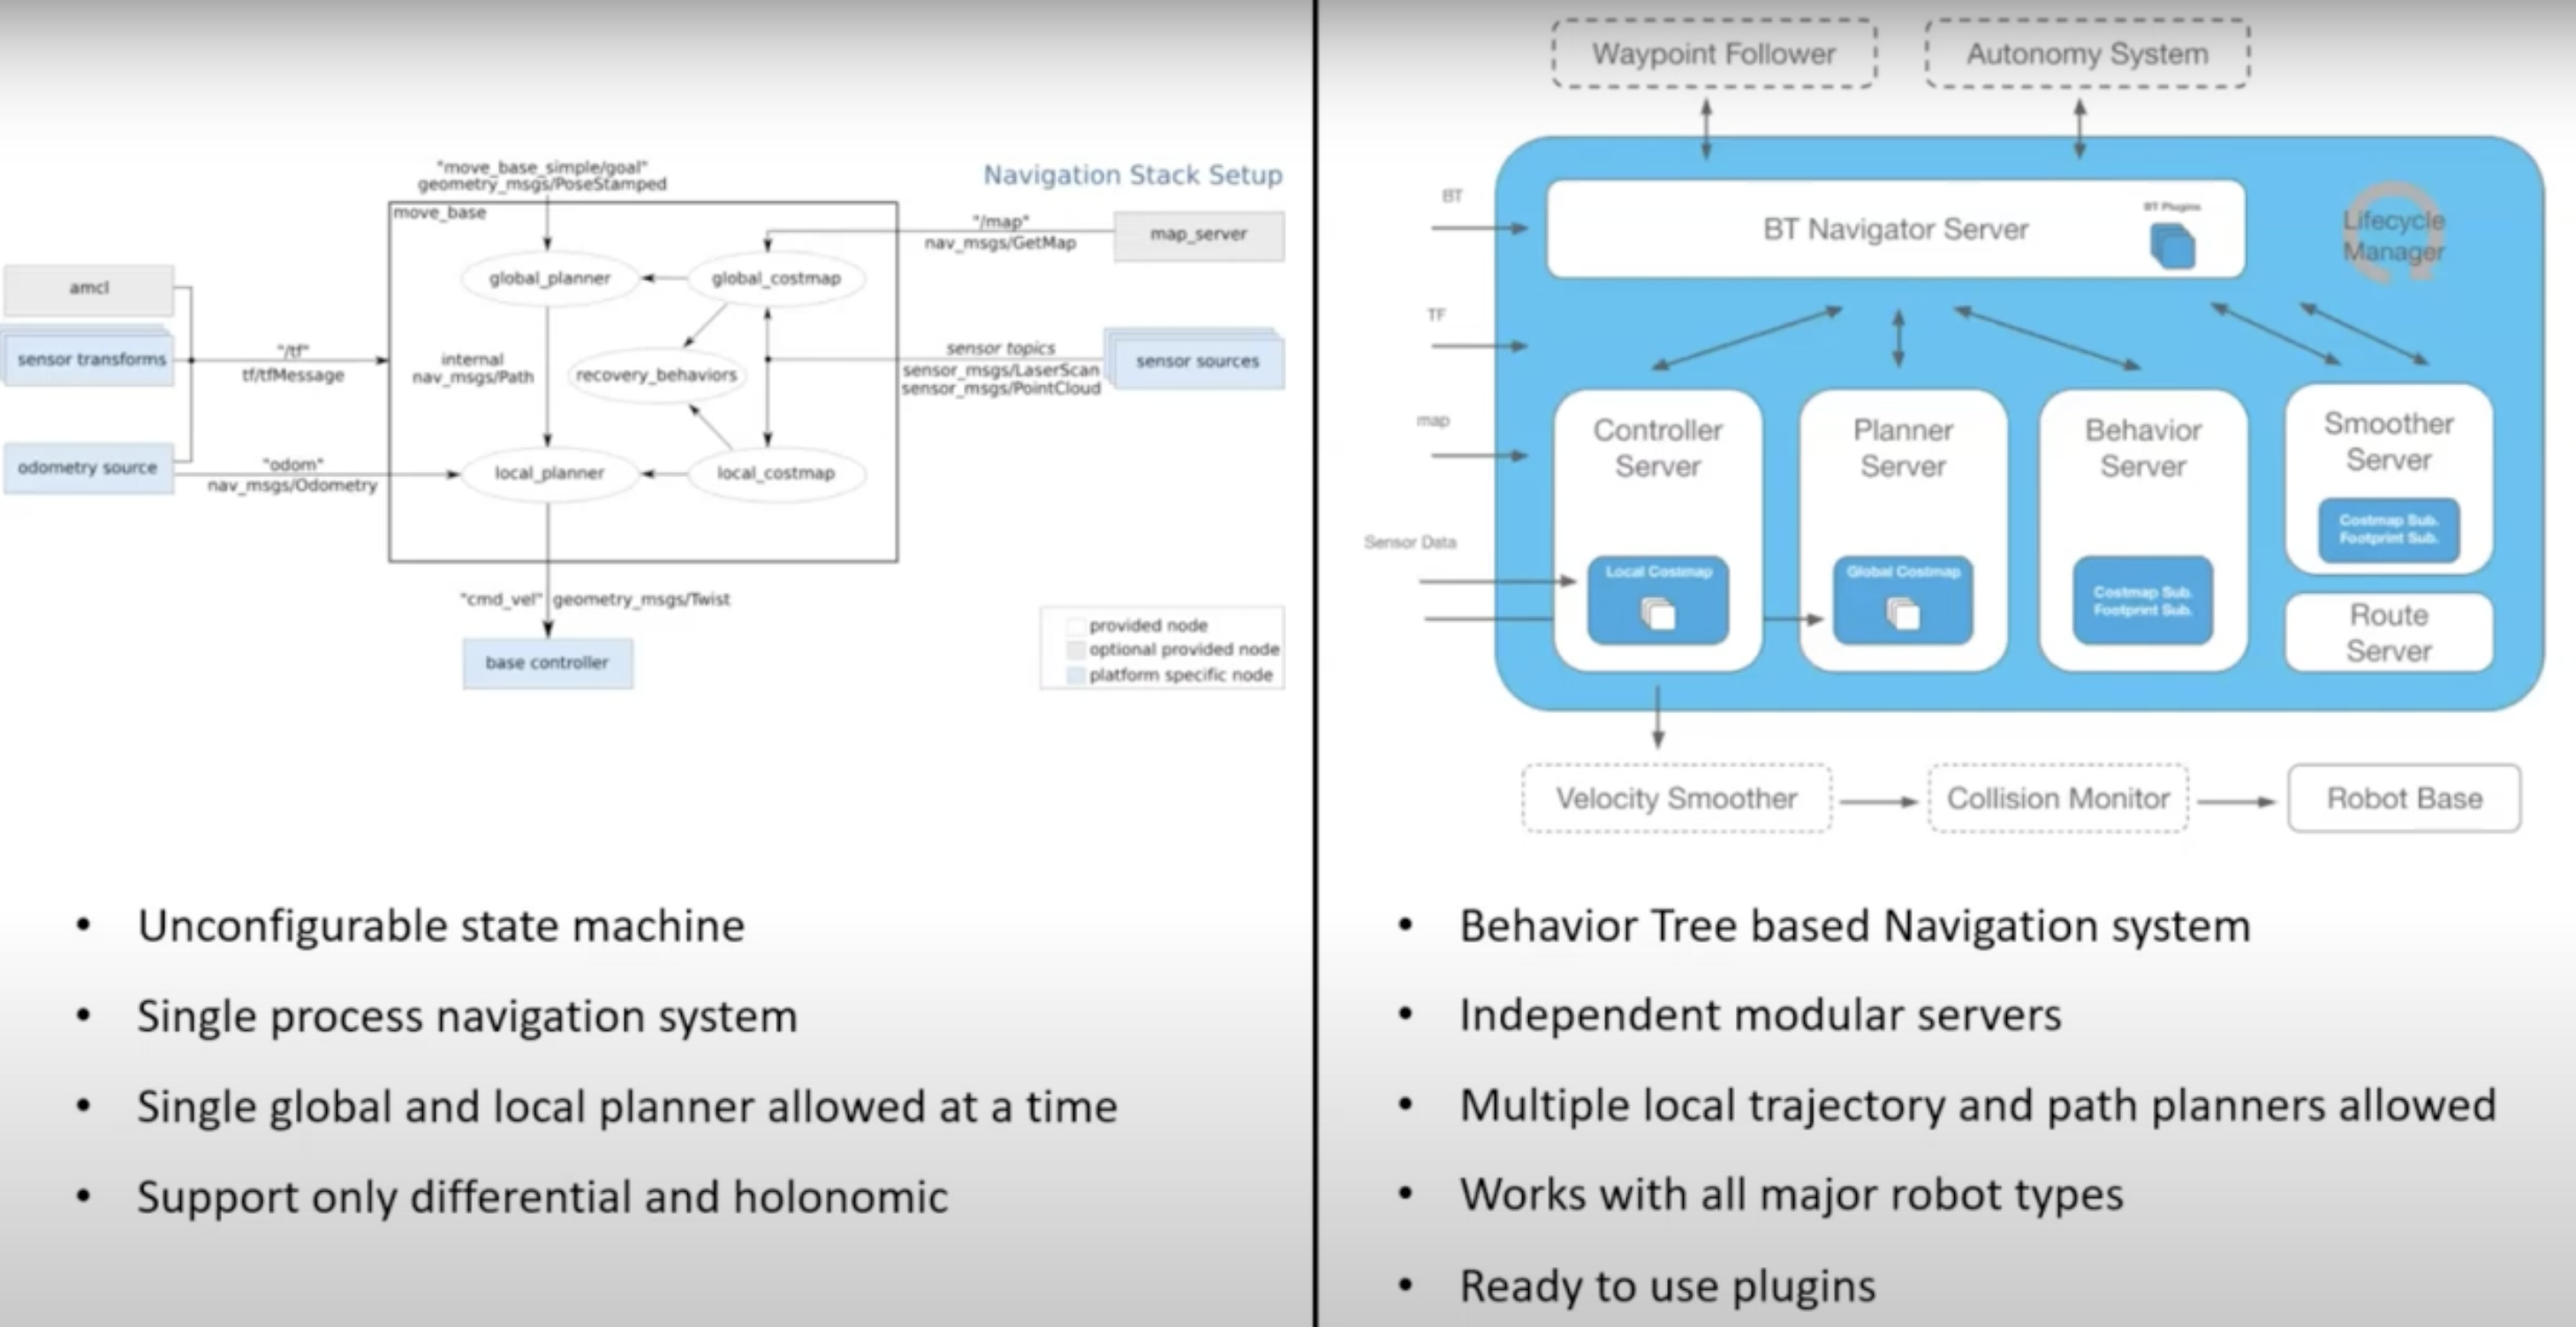 "move_base_simple/goal"
geometry_msgs/PoseStamped
Navigation Stack Setup
move_base
"/map"
nav_msgs/GetMap
map_server
amcl
global_planner
global_costmap
sensor transforms
"/tf"
tf/tfMessage
internal
nav_msgs/Path
recovery_behaviors
sensor topics
sensor_msgs/LaserScan
sensor_msgs/PointCloud
sensor sources
odometry source
"odom"
nav_msgs/Odometry
local_planner
local_costmap
"cmd_vel" geometry_msgs/Twist
base controller
provided node
optional provided node
platform specific node
• Unconfigurable state machine
• Single process navigation system
• Single global and local planner allowed at a time
• Support only differential and holonomic
Waypoint Follower
Autonomy System
BT
BT Navigator Server
BT Plugins
Lifecycle
Manager
TF
map
Sensor Data
Controller
Server
Local Costmap
Planner
Server
Global Costmap
Behavior
Server
Costmap Sub.
Footprint Sub.
Smoother
Server
Costmap Sub.
Footprint Sub.
Route
Server
Velocity Smoother
Collision Monitor
Robot Base
• Behavior Tree based Navigation system
• Independent modular servers
• Multiple local trajectory and path planners allowed
• Works with all major robot types
• Ready to use plugins